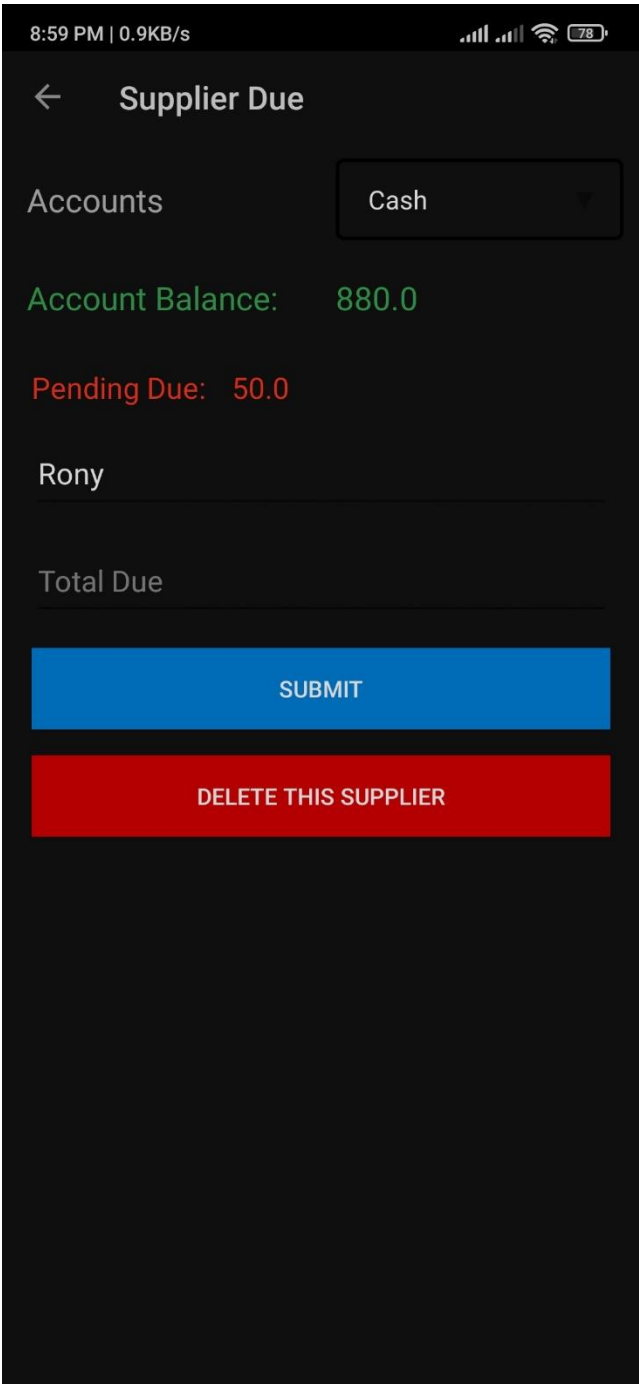 8:59 PM | 0.9KB/s 78
Supplier Due
Accounts Cash
Account Balance: 880.0
Pending Due: 50.0
Rony
Total Due
SUBMIT
DELETE THIS SUPPLIER